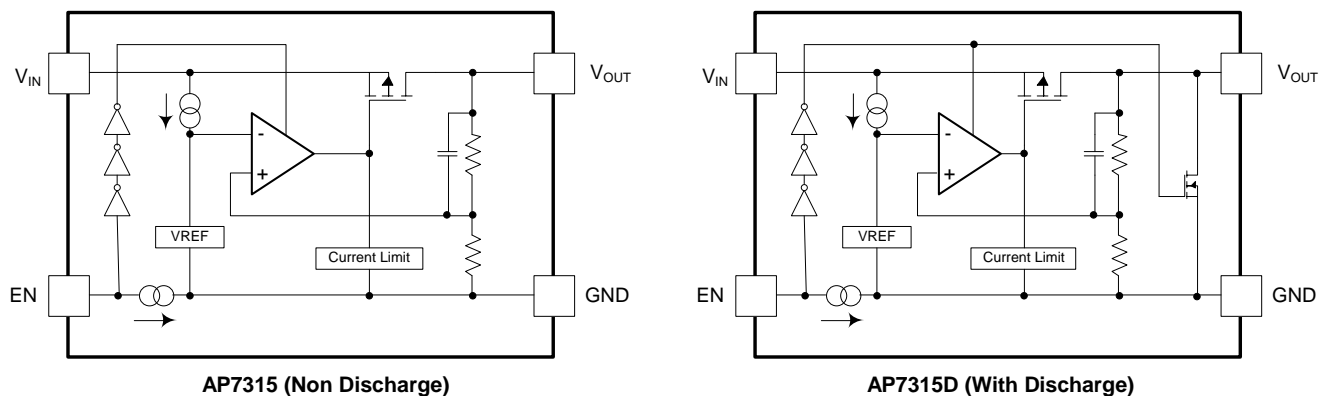 VIN
VOUT
-
+
VREF
Current Limit
EN
GND
AP7315 (Non Discharge)
VIN
VOUT
-
+
VREF
Current Limit
EN
GND
AP7315D (With Discharge)